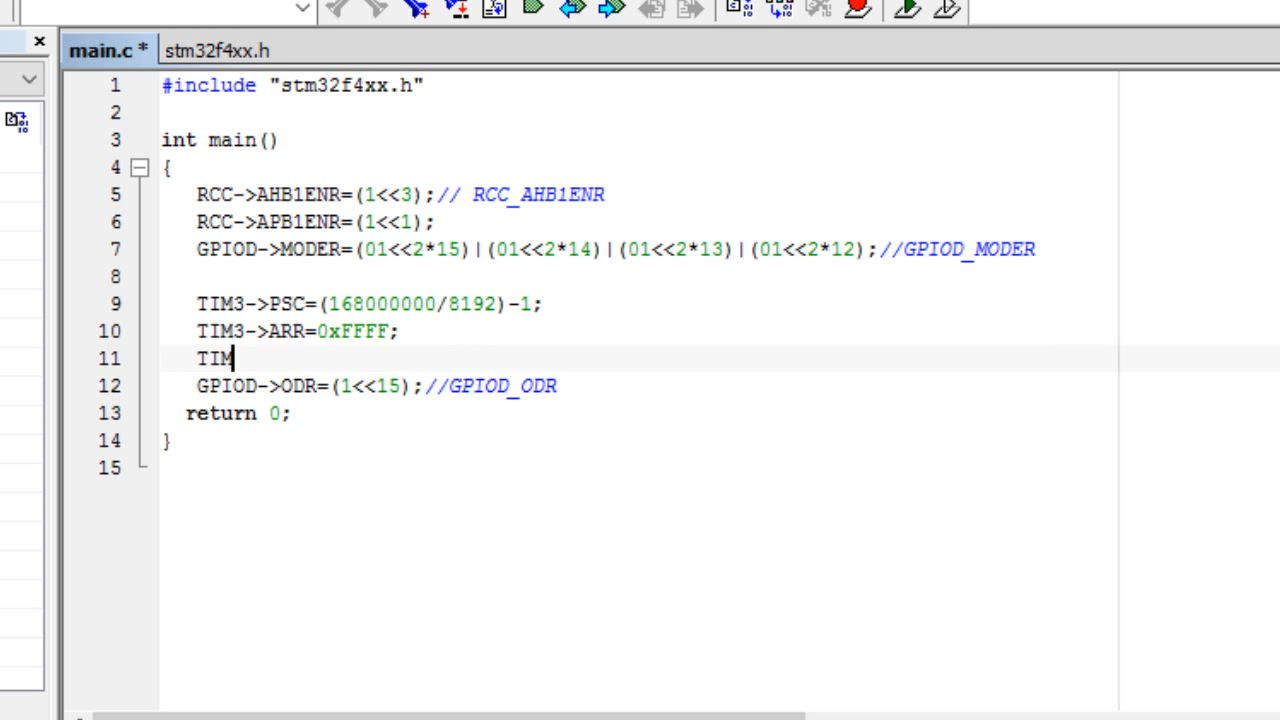 main.c * stm32f4xx.h
1 #include "stm32f4xx.h"
2
3 int main()
4 {
5 RCC->AHB1ENR=(1<<3);// RCC_AHB1ENR
6 RCC->APB1ENR=(1<<1);
7 GPIOD->MODER=(01<<2*15)|(01<<2*14)|(01<<2*13)|(01<<2*12);//GPIOD_MODER
8
9 TIM3->PSC=(168000000/8192)-1;
10 TIM3->ARR=0xFFFF;
11 TIM
12 GPIOD->ODR=(1<<15);//GPIOD_ODR
13 return 0;
14 }
15